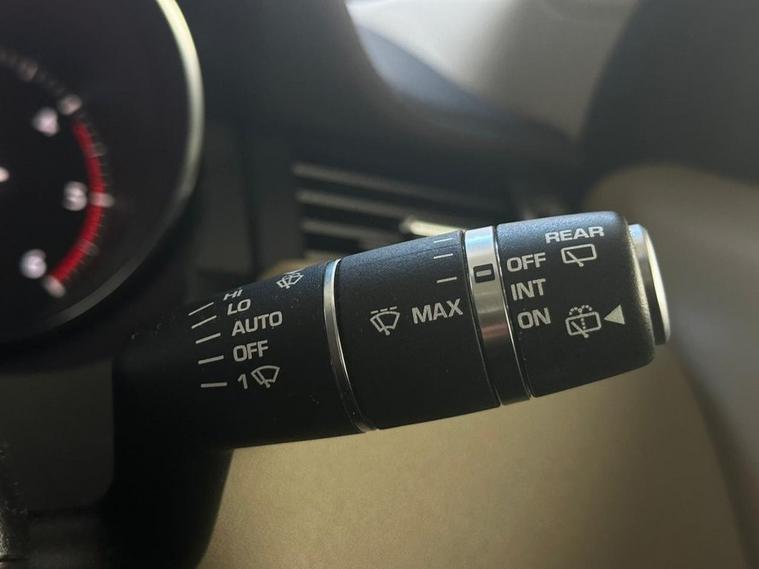 HI
LO
AUTO
OFF
1
MAX
REAR
OFF
INT
ON